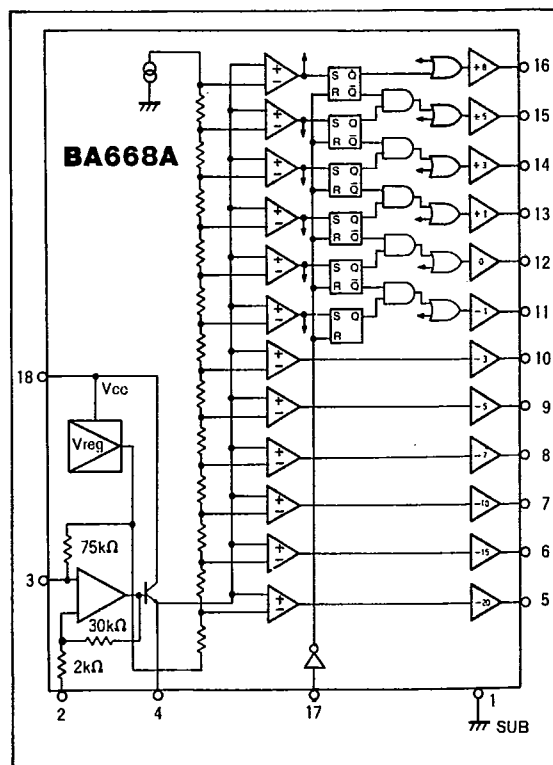 BA668A
S Q
R Q̄
+8
16
S Q
R Q̄
+5
15
S Q
R Q̄
+3
14
S Q
R Q̄
+1
13
S Q
R Q̄
0
12
S Q
R
-1
11
-3
10
-5
9
-7
8
-10
7
-15
6
-20
5
18
Vcc
Vreg
75kΩ
3
30kΩ
2kΩ
2
4
17
1
SUB